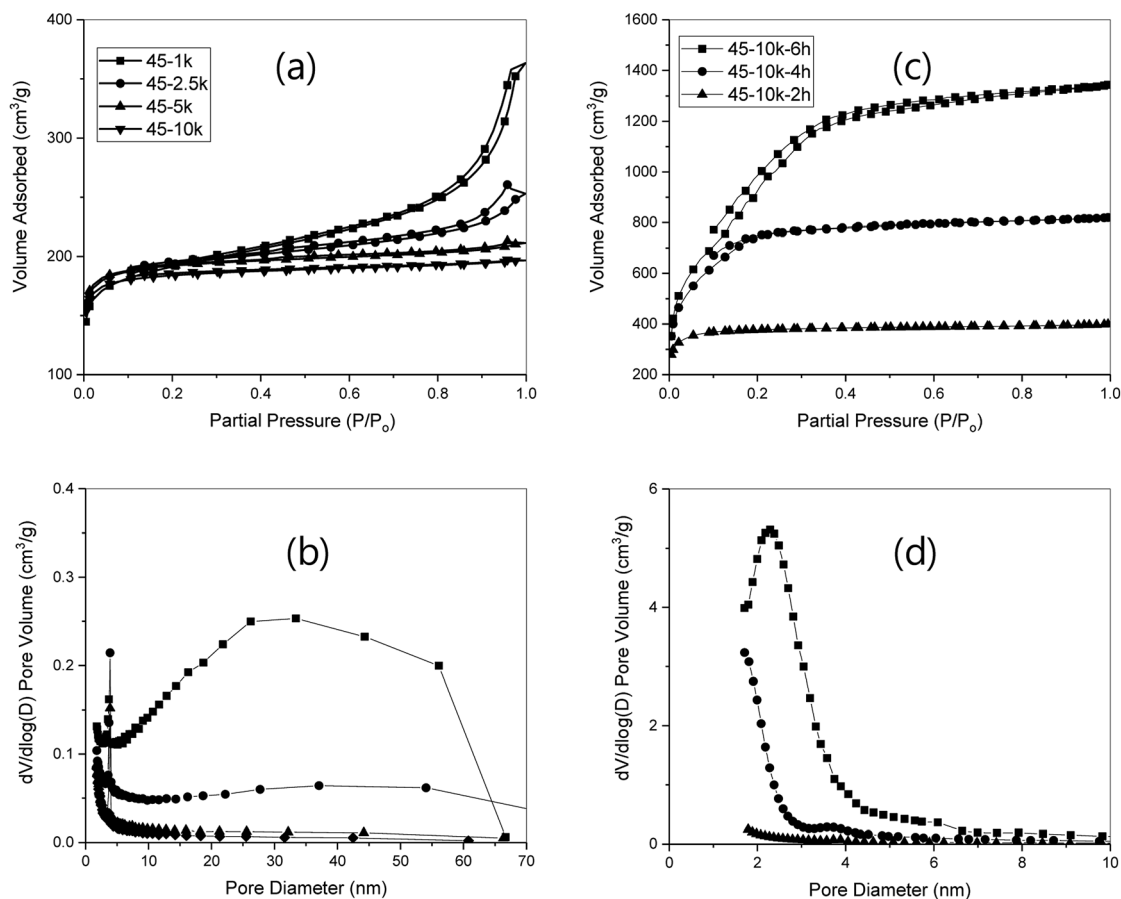 (a)
45-1k
45-2.5k
45-5k
45-10k
400
300
200
100
Volume Adsorbed (cm³/g)
0.0 0.2 0.4 0.6 0.8 1.0
Partial Pressure (P/Pₒ)
(c)
45-10k-6h
45-10k-4h
45-10k-2h
1600
1400
1200
1000
800
600
400
200
Volume Adsorbed (cm³/g)
0.0 0.2 0.4 0.6 0.8 1.0
Partial Pressure (P/Pₒ)
(b)
0.4
0.3
0.2
0.1
0.0
dV/dlog(D) Pore Volume (cm³/g)
0 10 20 30 40 50 60 70
Pore Diameter (nm)
(d)
6
4
2
0
dV/dlog(D) Pore Volume (cm³/g)
0 2 4 6 8 10
Pore Diameter (nm)